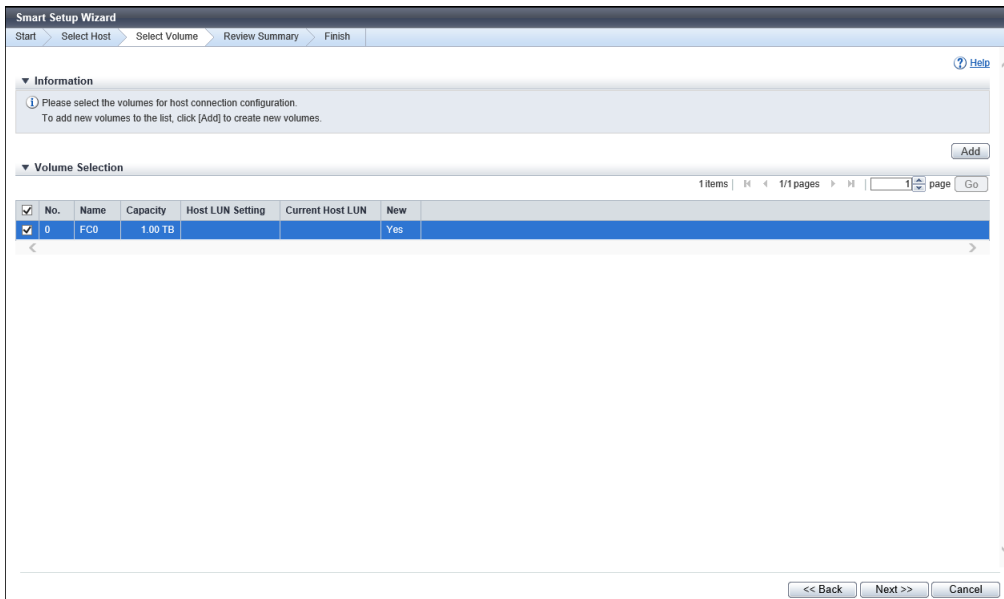 Smart Setup Wizard
Start Select Host Select Volume Review Summary Finish
? Help
▼ Information
i Please select the volumes for host connection configuration.
To add new volumes to the list, click [Add] to create new volumes.
Add
▼ Volume Selection
1 items 1/1 pages 1 page Go
No. Name Capacity Host LUN Setting Current Host LUN New
0 FC0 1.00 TB Yes
<< Back Next >> Cancel